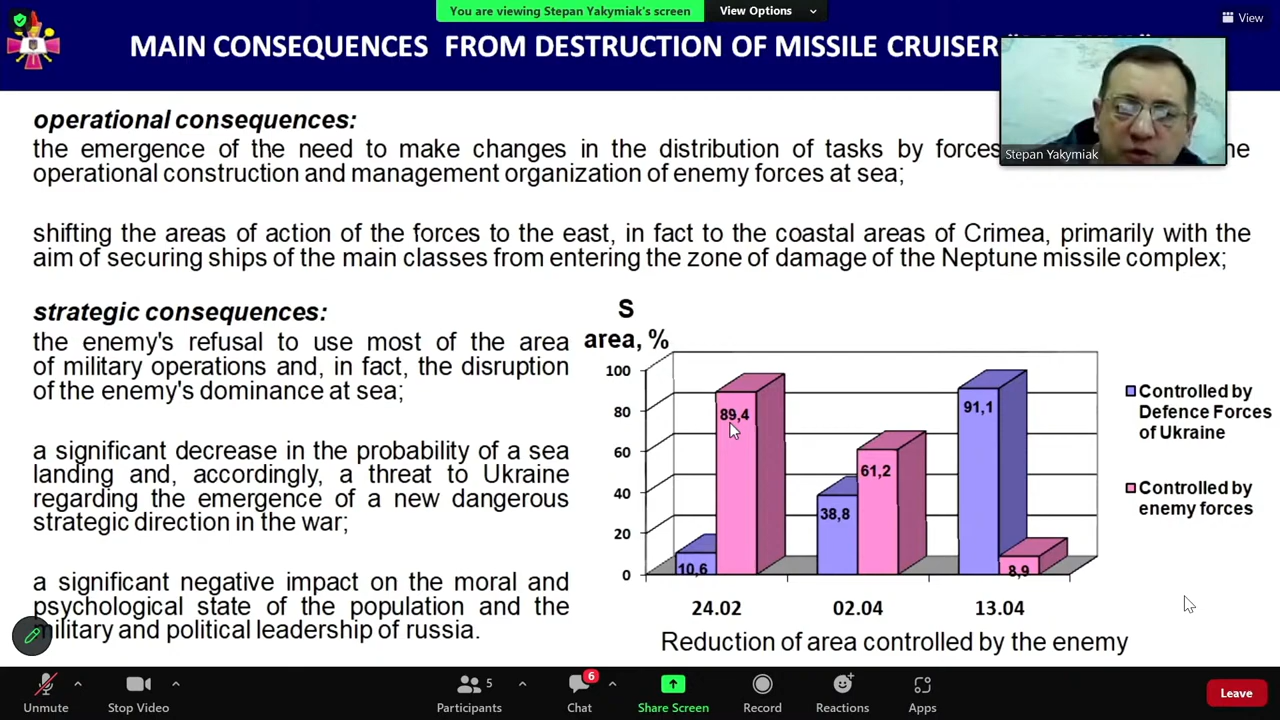 You are viewing Stepan Yakymiak's screen
View Options
View
MAIN CONSEQUENCES FROM DESTRUCTION OF MISSILE CRUISER
operational consequences:
the emergence of the need to make changes in the distribution of tasks by forces
operational construction and management organization of enemy forces at sea;
Stepan Yakymiak
shifting the areas of action of the forces to the east, in fact to the coastal areas of Crimea, primarily with the
aim of securing ships of the main classes from entering the zone of damage of the Neptune missile complex;
strategic consequences:
the enemy's refusal to use most of the area
of military operations and, in fact, the disruption
of the enemy's dominance at sea;
a significant decrease in the probability of a sea
landing and, accordingly, a threat to Ukraine
regarding the emergence of a new dangerous
strategic direction in the war;
a significant negative impact on the moral and
psychological state of the population and the
military and political leadership of russia.
S
area, %
100
80
60
40
20
0
10,6
89,4
38,8
61,2
91,1
8,9
24.02
02.04
13.04
Controlled by
Defence Forces
of Ukraine
Controlled by
enemy forces
Reduction of area controlled by the enemy
Unmute
Stop Video
5
Participants
6
Chat
Share Screen
Record
Reactions
Apps
Leave